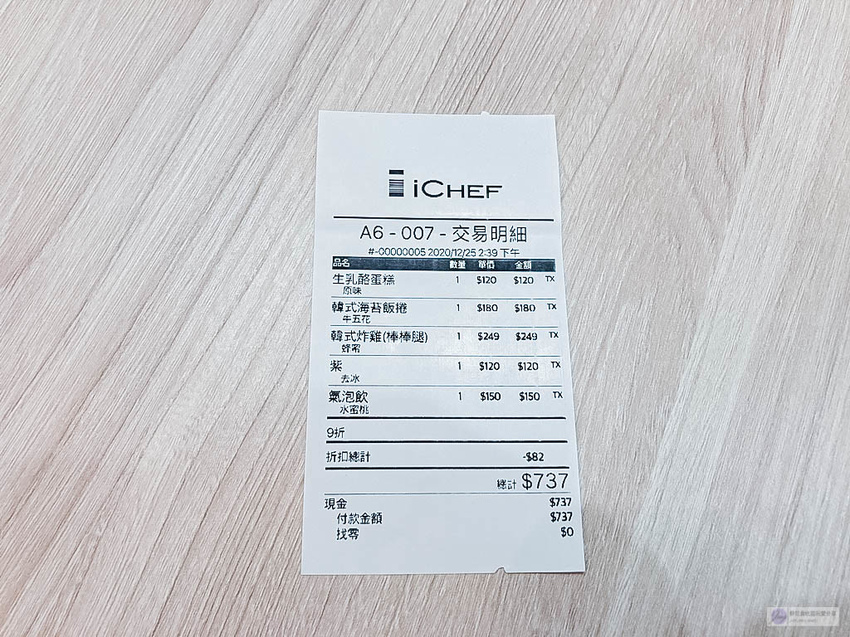 iCHEF
A6 - 007 - 交易明細
#-00000005 2020/12/25 2:39 下午
品名 數量 單價 金額
生乳酪蛋糕 1 $120 $120 TX
原味
韓式海苔飯捲 1 $180 $180 TX
牛五花
韓式炸雞(棒棒腿) 1 $249 $249 TX
蜂蜜
紫 1 $120 $120 TX
去冰
氣泡飲 1 $150 $150 TX
水蜜桃
9折
折扣總計 -$82
總計 $737
現金 $737
付款金額 $737
找零 $0